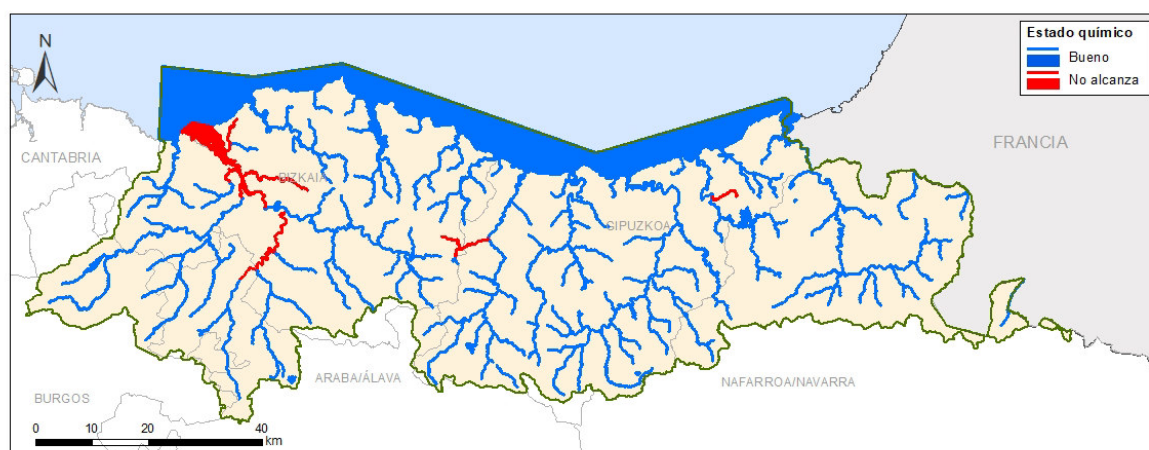 N
Estado químico
Bueno
No alcanza
FRANCIA
CANTABRIA
BIZKAIA
GIPUZKOA
ARABA/ÁLAVA
NAFARROA/NAVARRA
BURGOS
0 10 20 40
km